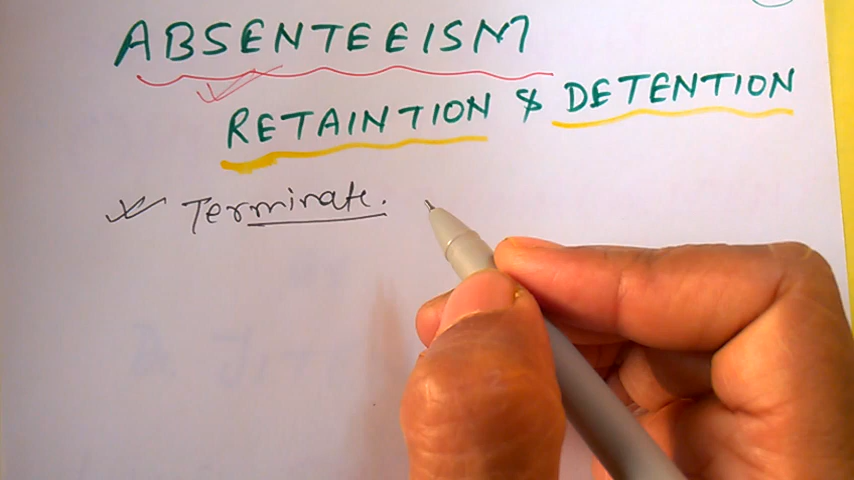 ABSENTEEISM
RETAINTION & DETENTION
Terminate.